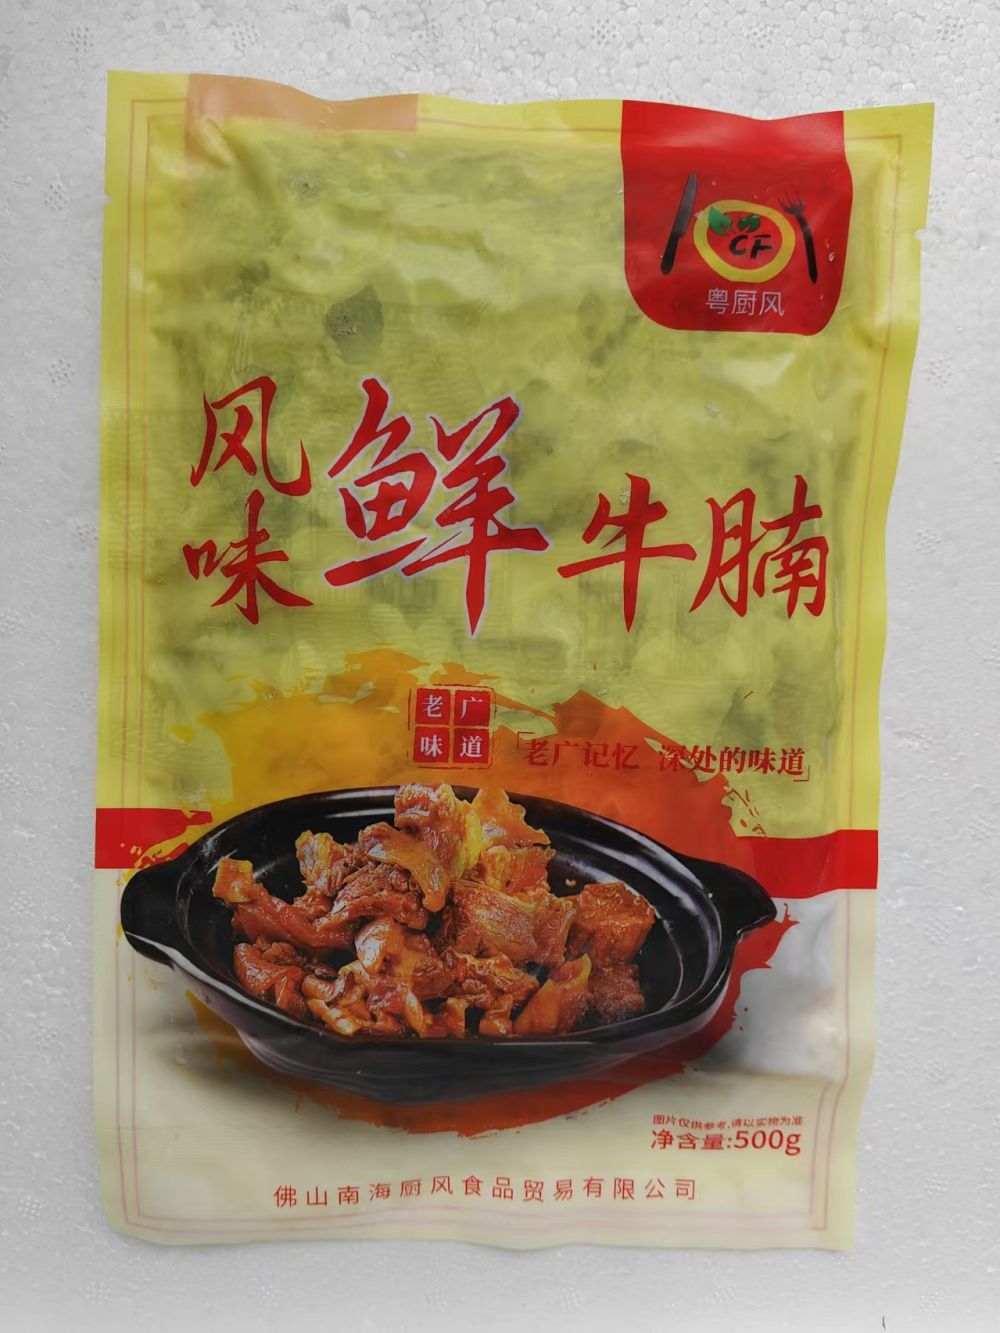 CF
粤厨风
风味鲜牛腩
老广
味道
「老广记忆 深处的味道」
图片仅供参考,请以实物为准
净含量:500g
佛山南海厨风食品贸易有限公司